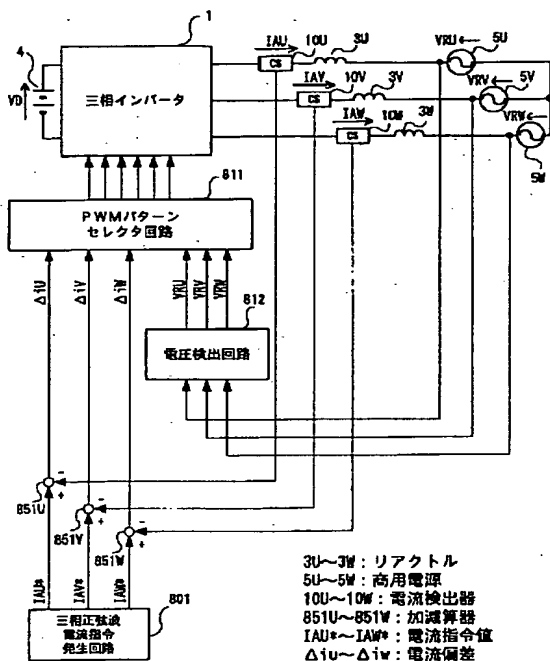 1
IAU
10U
3U
VRU
5U
4
VD
三相インバータ
CS
IAV
10V
3V
VRV
5V
CS
IAW
10W
3W
VRW
CS
5W
811
PWMパターン
セレクタ回路
ΔiU
ΔiV
ΔiW
VRU
VRV
VRW
812
電圧検出回路
-
+
851U
-
+
851V
-
+
851W
IAU*
IAV*
IAW*
三相正弦波
電流指令
発生回路
801
3U~3W:リアクトル
5U~5W:商用電源
10U~10W:電流検出器
851U~851W:加減算器
IAU*~IAW*:電流指令値
Δiu~Δiw:電流偏差